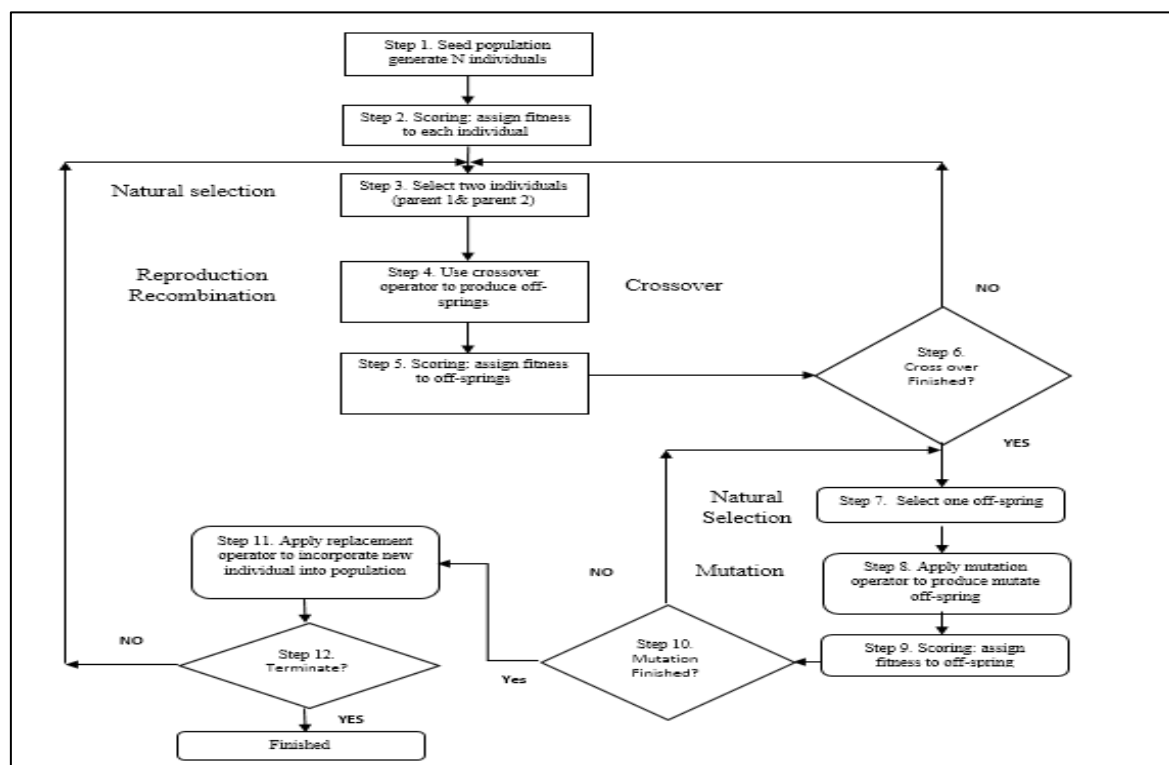 Step 1. Seed population
generate N individuals
Step 2. Scoring: assign fitness
to each individual
Natural selection
Step 3. Select two individuals
(parent 1& parent 2)
Reproduction
Recombination
Step 4. Use crossover
operator to produce off-
springs
Crossover
NO
Step 5. Scoring: assign fitness
to off-springs
Step 6.
Cross over
Finished?
YES
Natural
Selection
Step 7. Select one off-spring
Step 8. Apply mutation
operator to produce mutate
off-spring
Mutation
NO
Step 9. Scoring: assign
fitness to off-spring
Step 10.
Mutation
Finished?
Yes
Step 11. Apply replacement
operator to incorporate new
individual into population
NO
Step 12.
Terminate?
YES
Finished